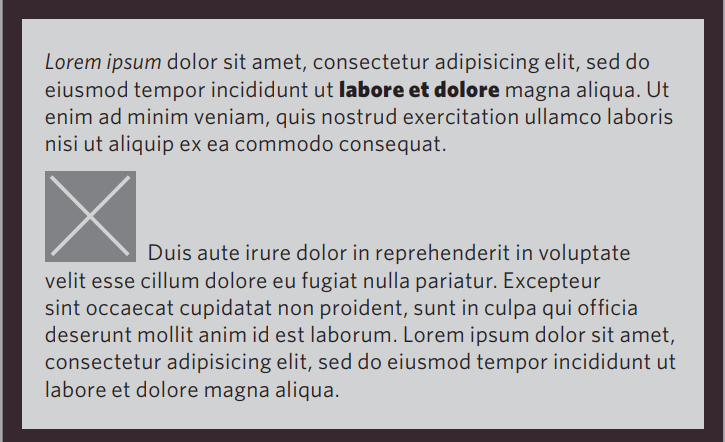 Lorem ipsum dolor sit amet, consectetur adipisicing elit, sed do
eiusmod tempor incididunt ut labore et dolore magna aliqua. Ut
enim ad minim veniam, quis nostrud exercitation ullamco laboris
nisi ut aliquip ex ea commodo consequat.
Duis aute irure dolor in reprehenderit in voluptate
velit esse cillum dolore eu fugiat nulla pariatur. Excepteur
sint occaecat cupidatat non proident, sunt in culpa qui officia
deserunt mollit anim id est laborum. Lorem ipsum dolor sit amet,
consectetur adipisicing elit, sed do eiusmod tempor incididunt ut
labore et dolore magna aliqua.